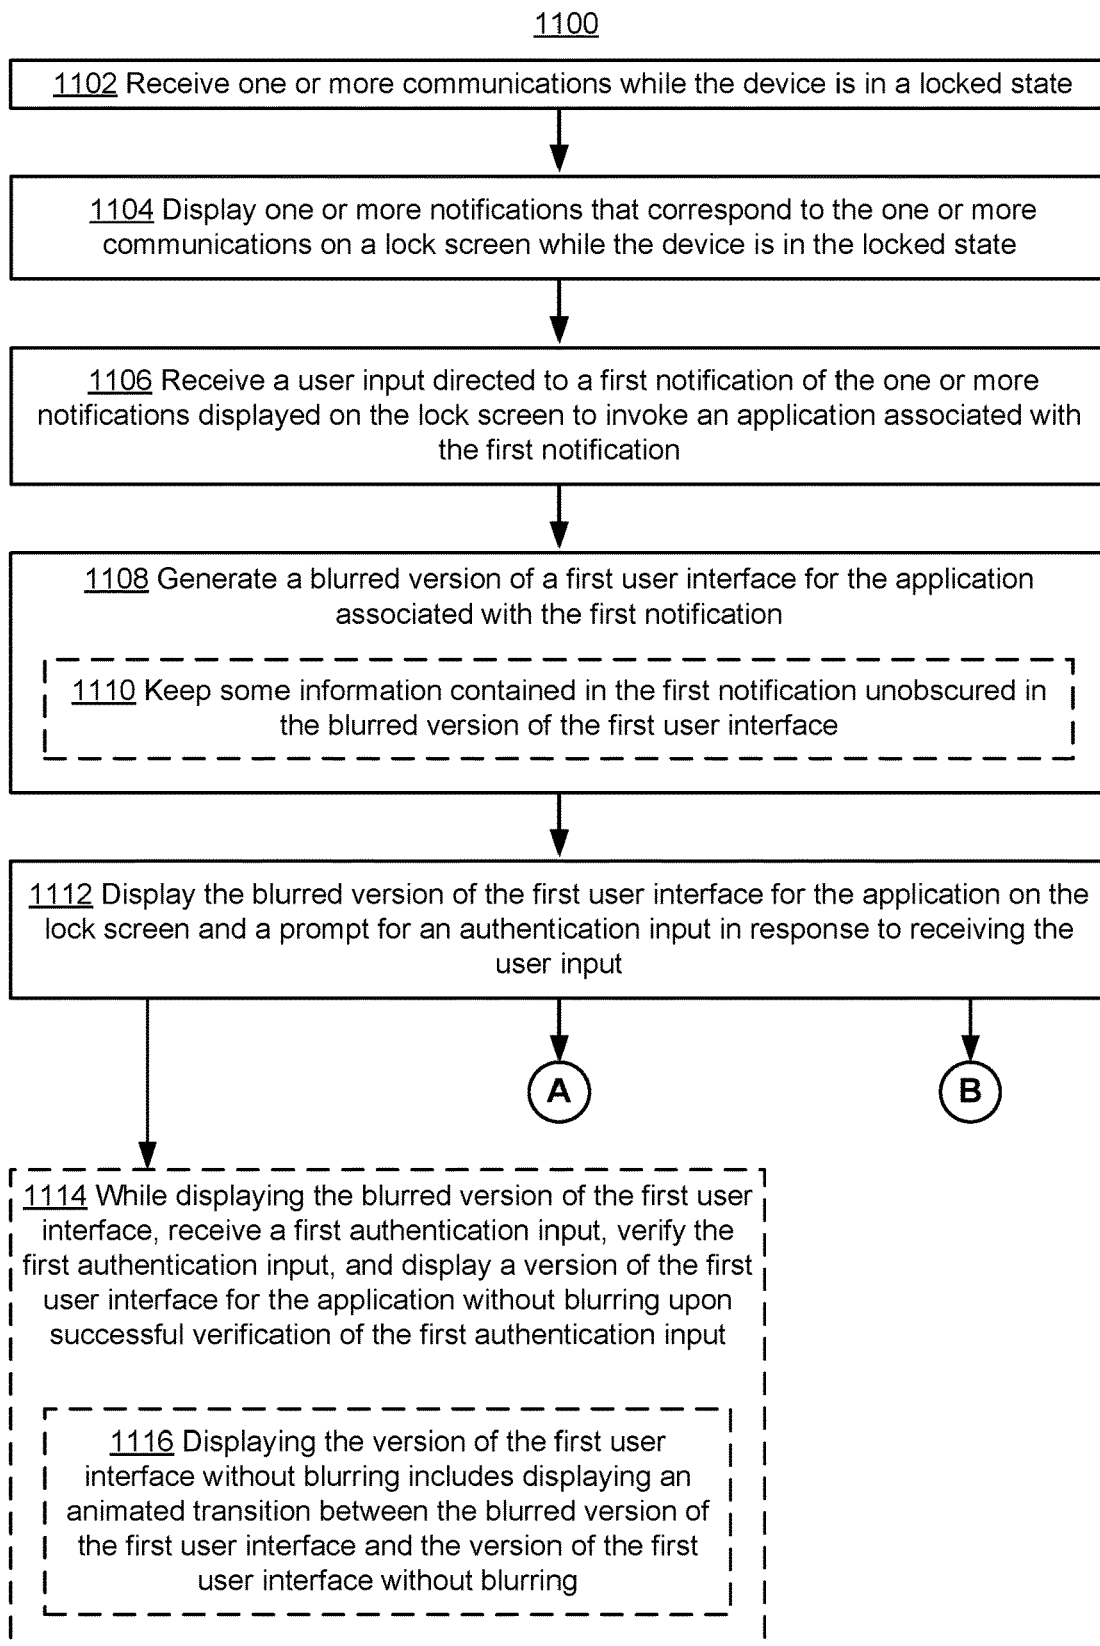 1100
1102 Receive one or more communications while the device is in a locked state
1104 Display one or more notifications that correspond to the one or more
communications on a lock screen while the device is in the locked state
1106 Receive a user input directed to a first notification of the one or more
notifications displayed on the lock screen to invoke an application associated with
the first notification
1108 Generate a blurred version of a first user interface for the application
associated with the first notification
1110 Keep some information contained in the first notification unobscured in
the blurred version of the first user interface
1112 Display the blurred version of the first user interface for the application on the
lock screen and a prompt for an authentication input in response to receiving the
user input
A
B
1114 While displaying the blurred version of the first user
interface, receive a first authentication input, verify the
first authentication input, and display a version of the first
user interface for the application without blurring upon
successful verification of the first authentication input
1116 Displaying the version of the first user
interface without blurring includes displaying an
animated transition between the blurred version of
the first user interface and the version of the first
user interface without blurring